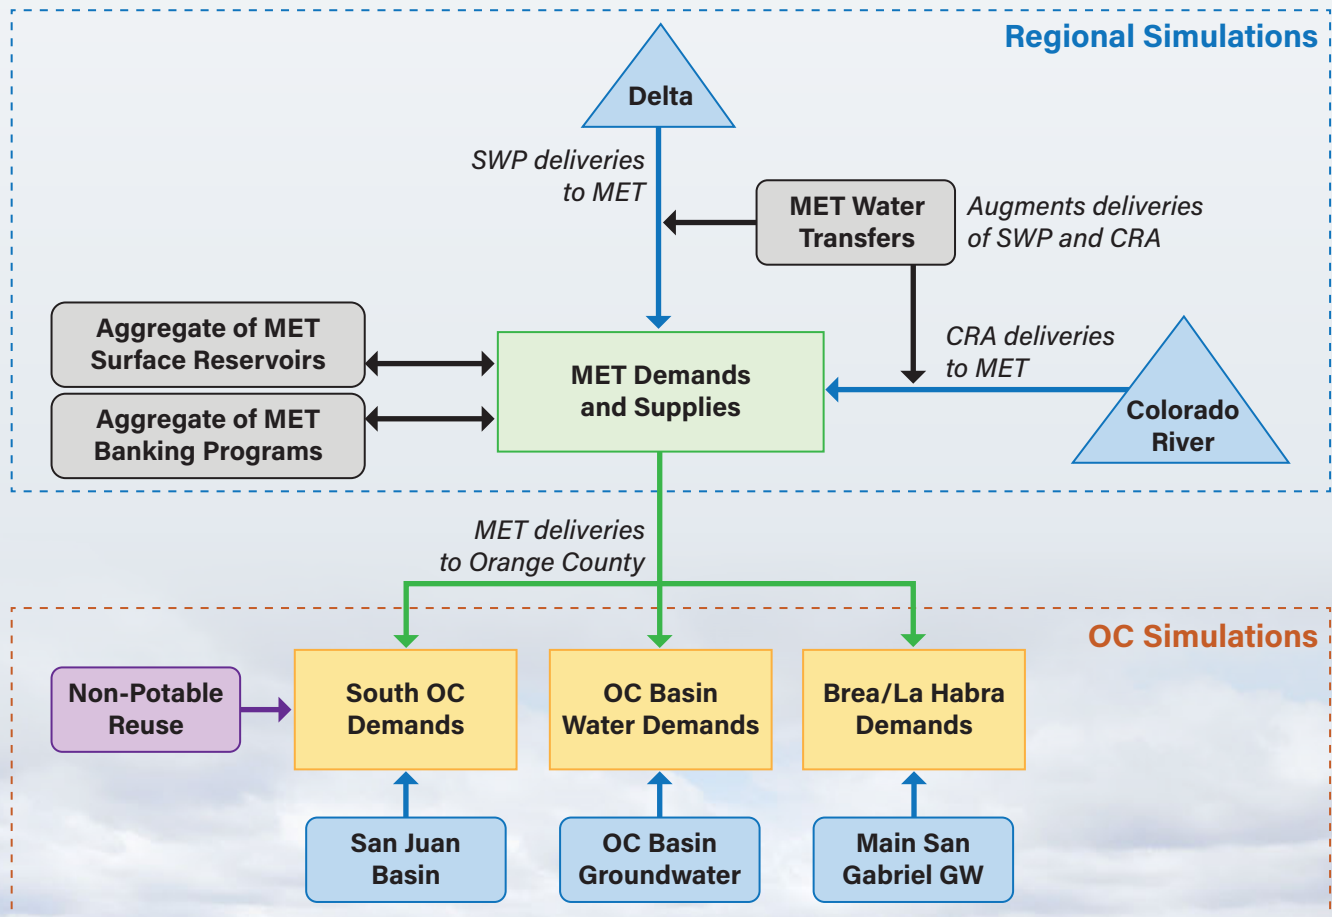 Regional Simulations
Delta
SWP deliveries
to MET
MET Water
Transfers
Augments deliveries
of SWP and CRA
Aggregate of MET
Surface Reservoirs
Aggregate of MET
Banking Programs
MET Demands
and Supplies
CRA deliveries
to MET
Colorado
River
MET deliveries
to Orange County
OC Simulations
Non-Potable
Reuse
South OC
Demands
OC Basin
Water Demands
Brea/La Habra
Demands
San Juan
Basin
OC Basin
Groundwater
Main San
Gabriel GW